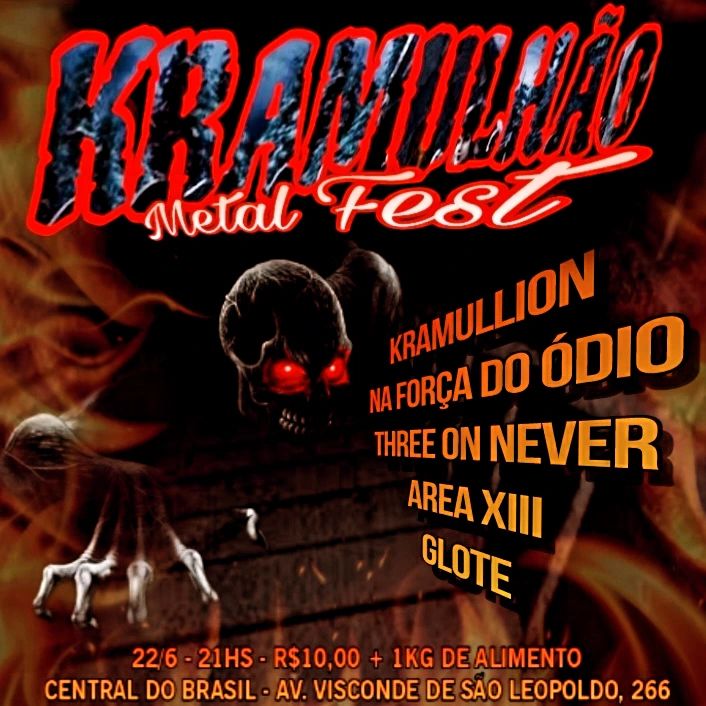 KRAMULHÃO
Metal Fest
KRAMULLION
NA FORÇA DO ÓDIO
THREE ON NEVER
AREA XIII
GLOTE
22/6 - 21HS - R$10,00 + 1KG DE ALIMENTO
CENTRAL DO BRASIL - AV. VISCONDE DE SÃO LEOPOLDO, 266